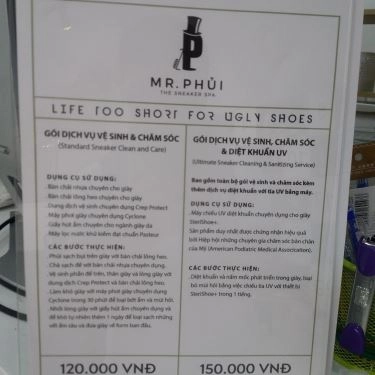 MR.PHỦI
THE SNEAKER SPA
LIFE TOO SHORT FOR UGLY SHOES
GÓI DỊCH VỤ VỆ SINH & CHĂM SÓC
(Standard Sneaker Clean and Care)
DỤNG CỤ SỬ DỤNG:
. Bàn chải nhựa chuyên cho giày
. Bàn chải lông heo chuyên cho giày
. Dung dịch vệ sinh chuyên dụng Crep Protect
. Máy phơi giày chuyên dụng Cyclone
. Giấy hút ẩm chuyên cho ngành giày da
. Máy lọc nước khử kiềm đạt chuẩn Pasteur
CÁC BƯỚC THỰC HIỆN:
. Phủi sạch bụi trên giày với bàn chải lông heo.
. Chà sạch đế với bàn chải nhựa chuyên dụng.
. Vệ sinh phần đế trên, thân giày và lòng giày với
dung dịch Crep Protect và bàn chải lông heo.
. Làm khô giày với máy phơi giày chuyên dụng
Cyclone trong 30 phút để loại bớt ẩm và mùi hôi.
. Nhồi lòng giày với giấy hút ẩm chuyên dụng và
để khô tự nhiên thêm 1 ngày để loại sạch những
vết ẩm sâu và đưa giày về form ban đầu.
120.000 VNĐ
GÓI DỊCH VỤ VỆ SINH, CHĂM SÓC
& DIỆT KHUẨN UV
(Ultimate Sneaker Cleaning & Sanitizing Service)
Bao gồm toàn bộ gói vệ sinh và chăm sóc kèm
thêm dịch vụ diệt khuẩn với tia UV bằng máy.
DỤNG CỤ SỬ DỤNG:
. Máy chiếu UV diệt khuẩn chuyên dụng cho giày
SteriShoe+.
Sản phẩm duy nhất được chứng nhận hiệu quả
bởi Hiệp hội những chuyên gia chăm sóc bàn chân
của Mỹ (American Podiatric Medical Association).
CÁC BƯỚC THỰC HIỆN:
. Diệt khuẩn và nấm mốc phát triển trong giày, loại
bỏ mùi hôi bằng việc chiếu tia UV với thiết bị
SteriShoe+ trong 1 tiếng.
150.000 VNĐ